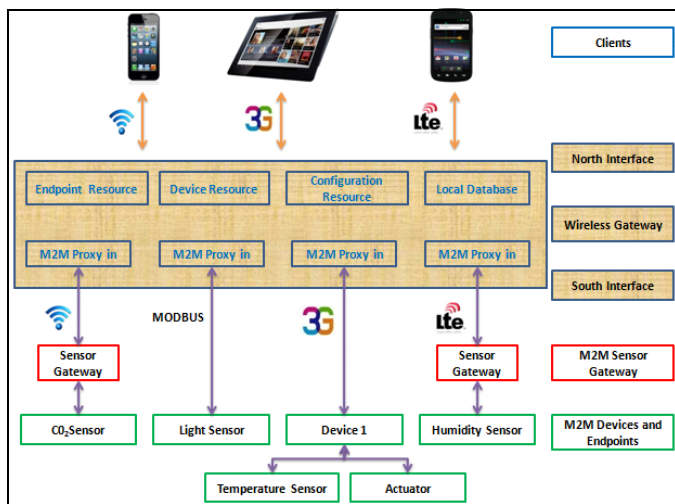 Clients
3G
Lte
North Interface
Endpoint Resource
Device Resource
Configuration
Resource
Local Database
Wireless Gateway
M2M Proxy in
M2M Proxy in
M2M Proxy in
M2M Proxy in
South Interface
MODBUS
3G
Lte
Sensor
Gateway
Sensor
Gateway
M2M Sensor
Gateway
C0₂Sensor
Light Sensor
Device 1
Humidity Sensor
M2M Devices and
Endpoints
Temperature Sensor
Actuator